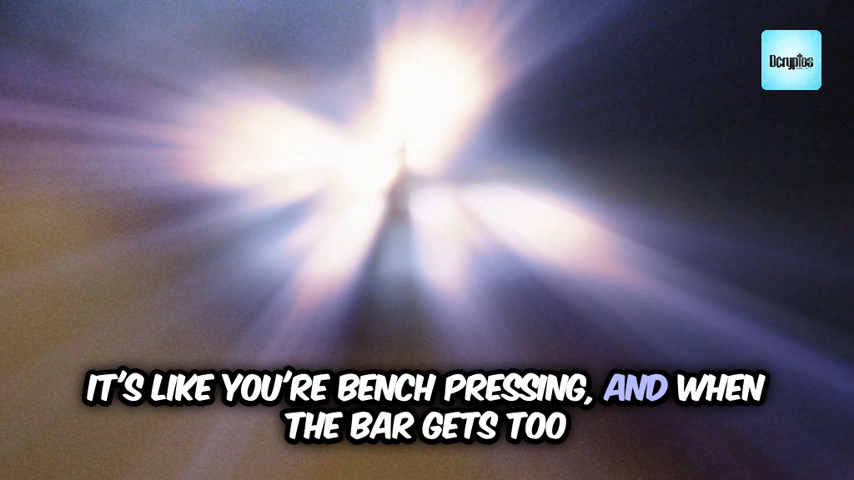 Dcryptos
IT'S LIKE YOU'RE BENCH PRESSING, AND WHEN
THE BAR GETS TOO